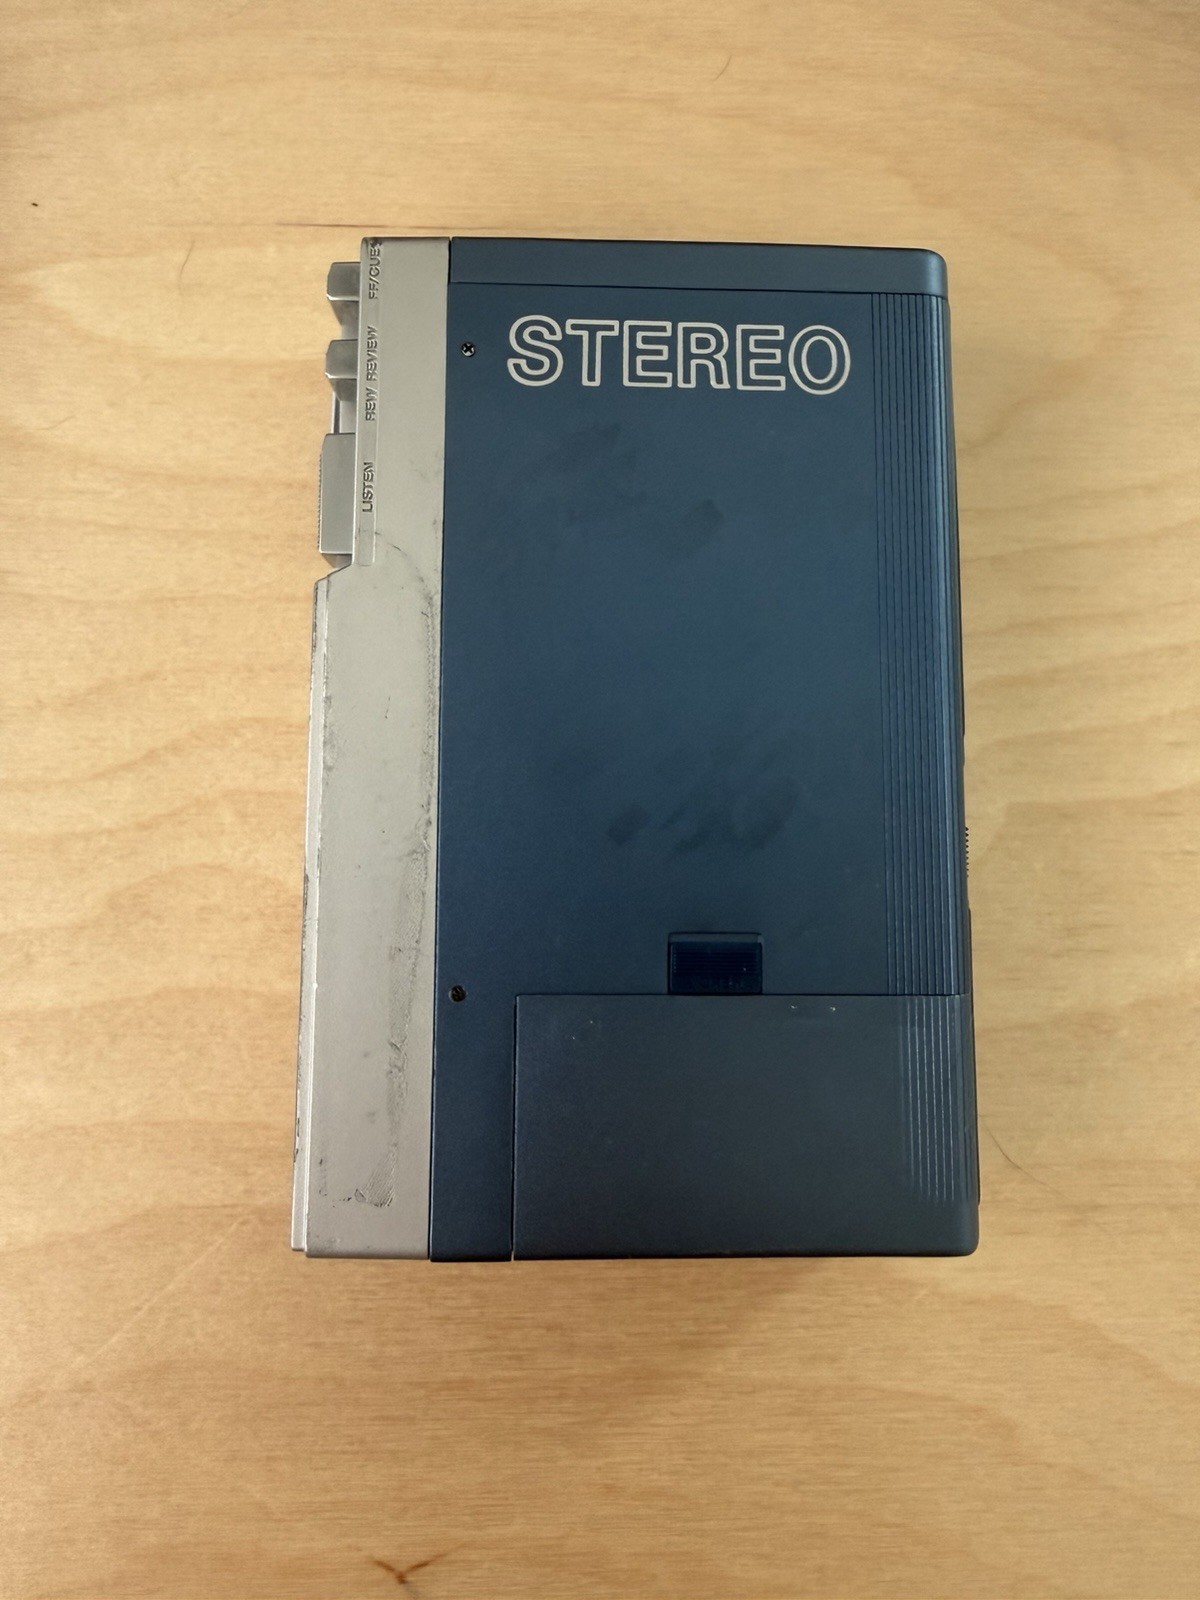 STEREO
FF/CUE
REW REVIEW
LISTEN